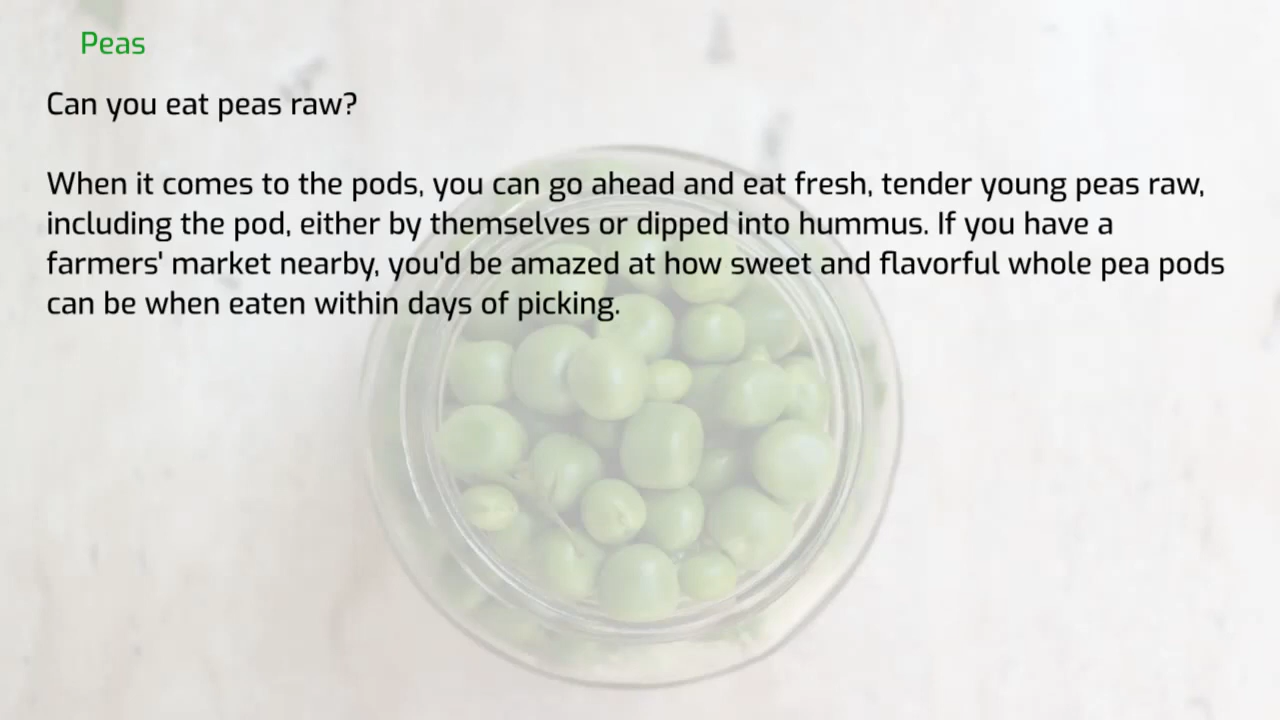 Peas
Can you eat peas raw?
When it comes to the pods, you can go ahead and eat fresh, tender young peas raw,
including the pod, either by themselves or dipped into hummus. If you have a
farmers' market nearby, you'd be amazed at how sweet and flavorful whole pea pods
can be when eaten within days of picking.